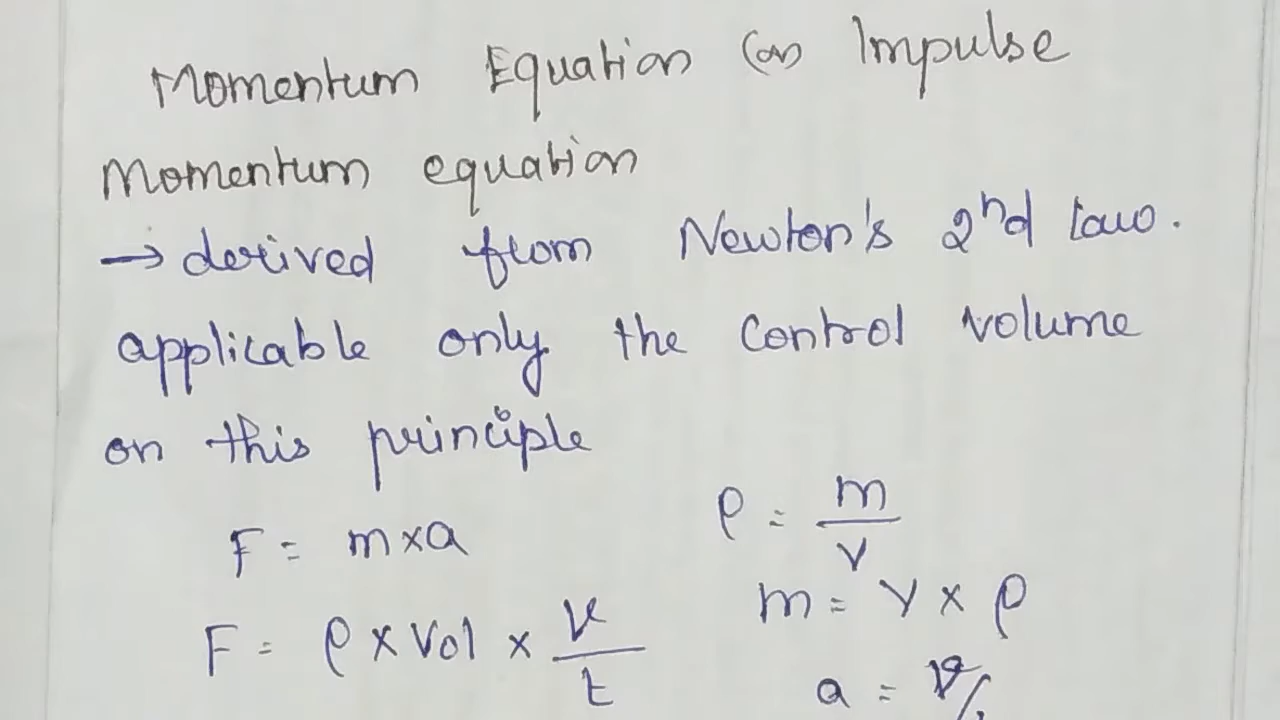 Momentum Equation (or) Impulse
Momentum equation
→ derived from Newton's 2nd law.
applicable only the control volume
on this principle
F = m×a
ρ = m/V
m = V × ρ
F = ρ × Vol × V/t
a = v/